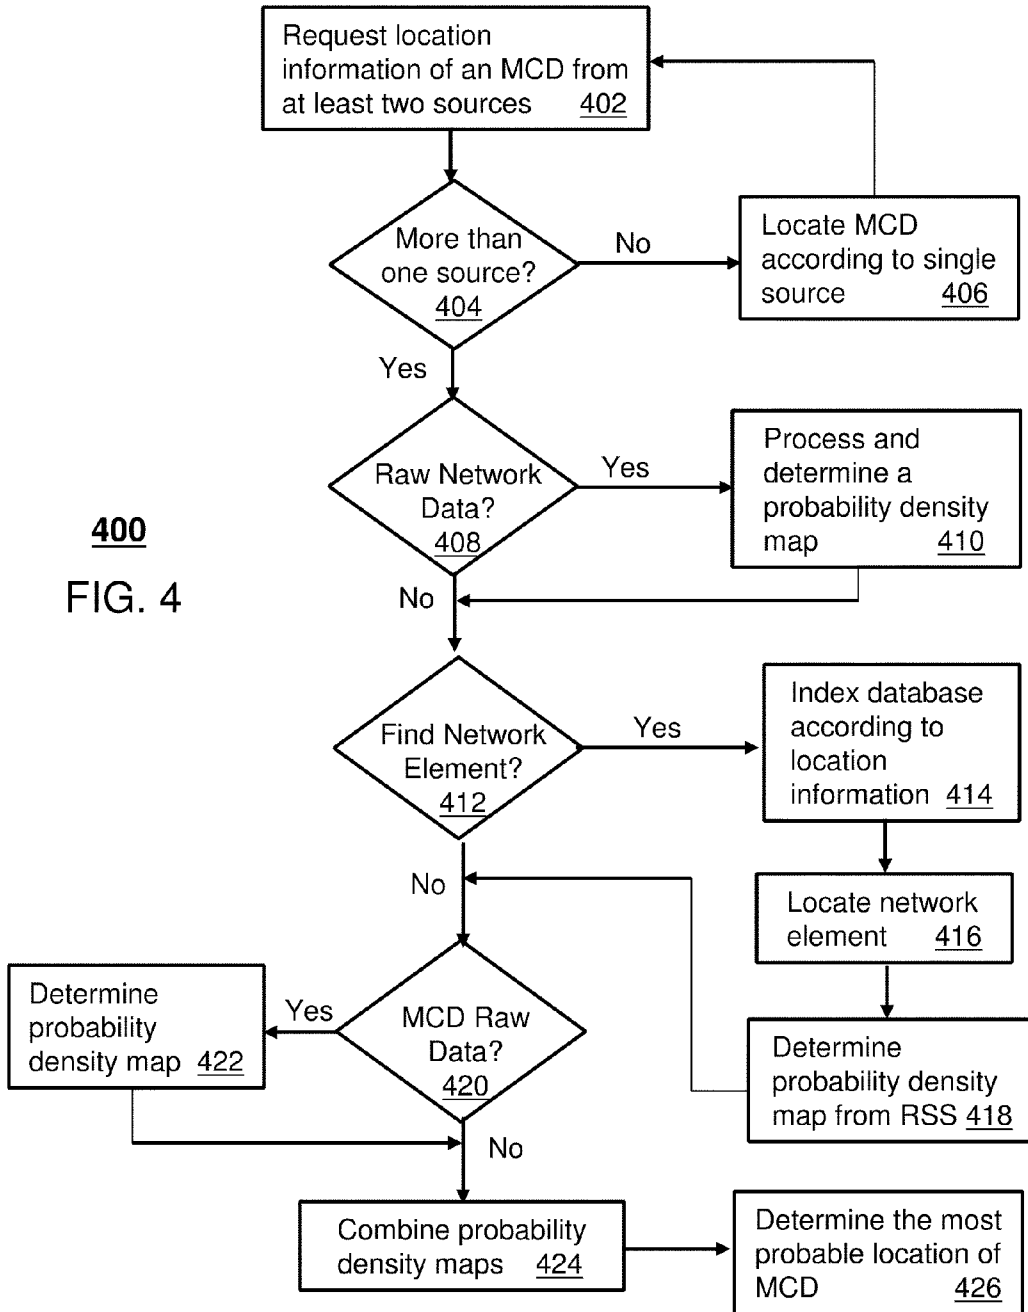 Request location
information of an MCD from
at least two sources 402
More than
one source?
404
No
Locate MCD
according to single
source 406
Yes
Raw Network
Data?
408
Yes
Process and
determine a
probability density
map 410
400
FIG. 4
No
Find Network
Element?
412
Yes
Index database
according to
location
information 414
No
Locate network
element 416
Determine
probability density
map from RSS 418
MCD Raw
Data?
420
Yes
Determine
probability
density map 422
No
Combine probability
density maps 424
Determine the most
probable location of
MCD 426